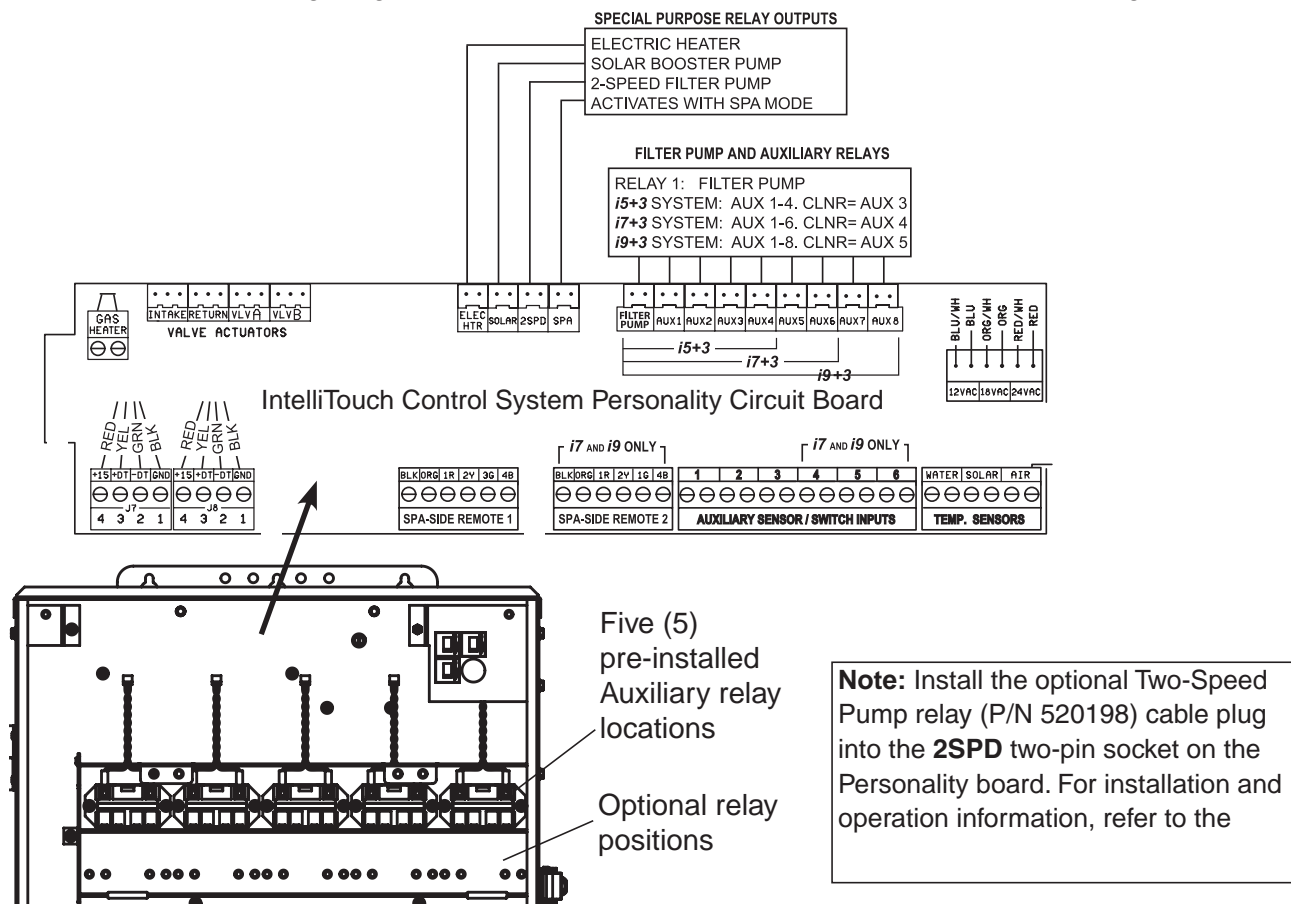 SPECIAL PURPOSE RELAY OUTPUTS
ELECTRIC HEATER
SOLAR BOOSTER PUMP
2-SPEED FILTER PUMP
ACTIVATES WITH SPA MODE
FILTER PUMP AND AUXILIARY RELAYS
RELAY 1: FILTER PUMP
i5+3 SYSTEM: AUX 1-4. CLNR= AUX 3
i7+3 SYSTEM: AUX 1-6. CLNR= AUX 4
i9+3 SYSTEM: AUX 1-8. CLNR= AUX 5
GAS
HEATER
INTAKE RETURN VLVA VLVB
VALVE ACTUATORS
ELEC
HTR SOLAR 2SPD SPA
FILTER
PUMP AUX1 AUX2 AUX3 AUX4 AUX5 AUX6 AUX7 AUX8
i5+3
i7+3
i9+3
BLU/WH BLU ORG/WH ORG RED/WH RED
12VAC 18VAC 24VAC
IntelliTouch Control System Personality Circuit Board
RED YEL GRN BLK
+15 +DT -DT GND
J7
4 3 2 1
RED YEL GRN BLK
+15 +DT -DT GND
J8
4 3 2 1
BLK ORG 1R 2Y 3G 4B
SPA-SIDE REMOTE 1
i7 AND i9 ONLY
BLK ORG 1R 2Y 1G 4B
SPA-SIDE REMOTE 2
i7 AND i9 ONLY
1 2 3 4 5 6
AUXILIARY SENSOR / SWITCH INPUTS
WATER SOLAR AIR
TEMP. SENSORS
Five (5)
pre-installed
Auxiliary relay
locations
Optional relay
positions
Note: Install the optional Two-Speed
Pump relay (P/N 520198) cable plug
into the 2SPD two-pin socket on the
Personality board. For installation and
operation information, refer to the